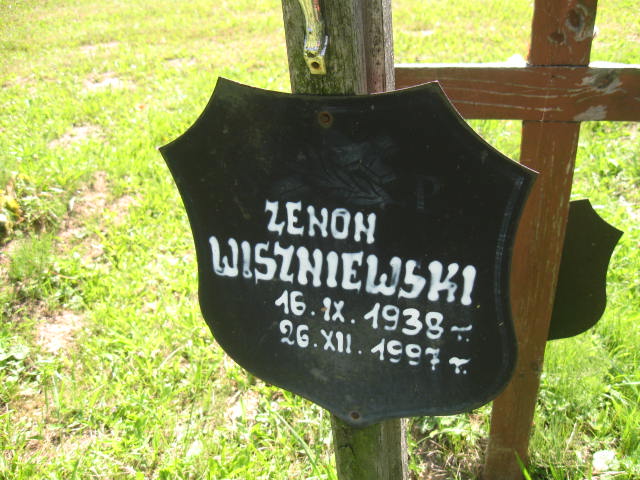 ZENON
WISZNIEWSKI
16.IX.1938 r.
26.XII.1997 r.